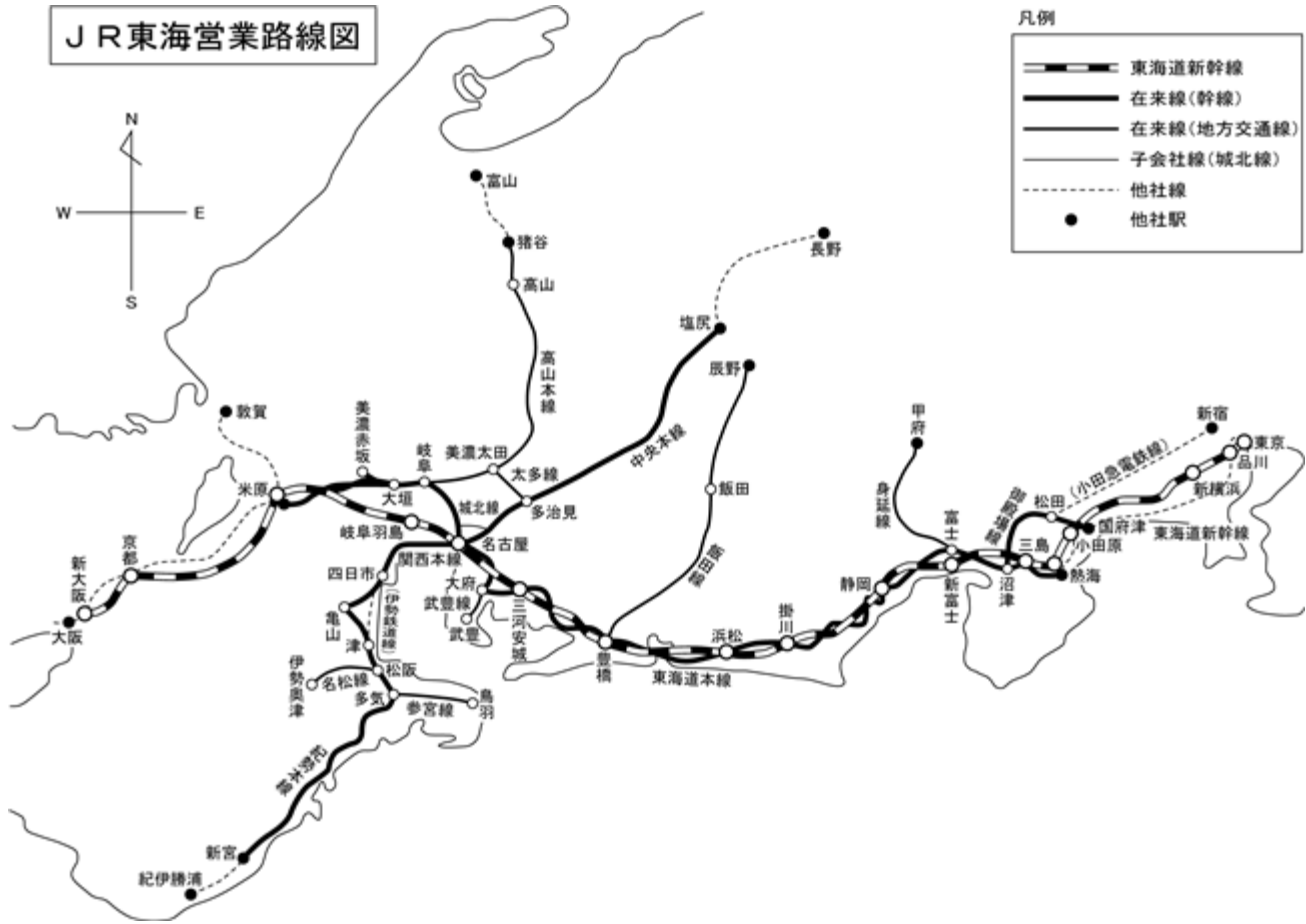 JR東海営業路線図
凡例
東海道新幹線
在来線(幹線)
在来線(地方交通線)
子会社線(城北線)
他社線
他社駅
N
W
E
S
富山
猪谷
高山
高山本線
長野
塩尻
辰野
中央本線
敦賀
美濃赤坂
岐阜
美濃太田
太多線
米原
大垣
城北線
多治見
岐阜羽島
名古屋
関西本線
飯田
飯田線
甲府
身延線
新宿
東京
品川
(小田急電鉄線)
新横浜
御殿場線
松田
国府津
東海道新幹線
小田原
富士
三島
熱海
沼津
新富士
静岡
掛川
浜松
東海道本線
豊橋
三河安城
大府
武豊線
武豊
京都
新大阪
大阪
四日市
(伊勢鉄道線)
亀山
津
松阪
名松線
伊勢奥津
多気
参宮線
鳥羽
紀勢本線
新宮
紀伊勝浦